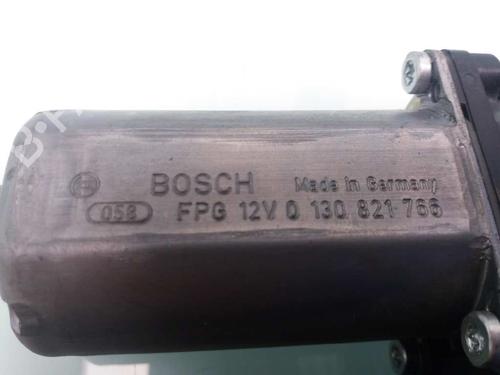 BOSCH Made in Germany
058 FPG 12V 0 130 821 766